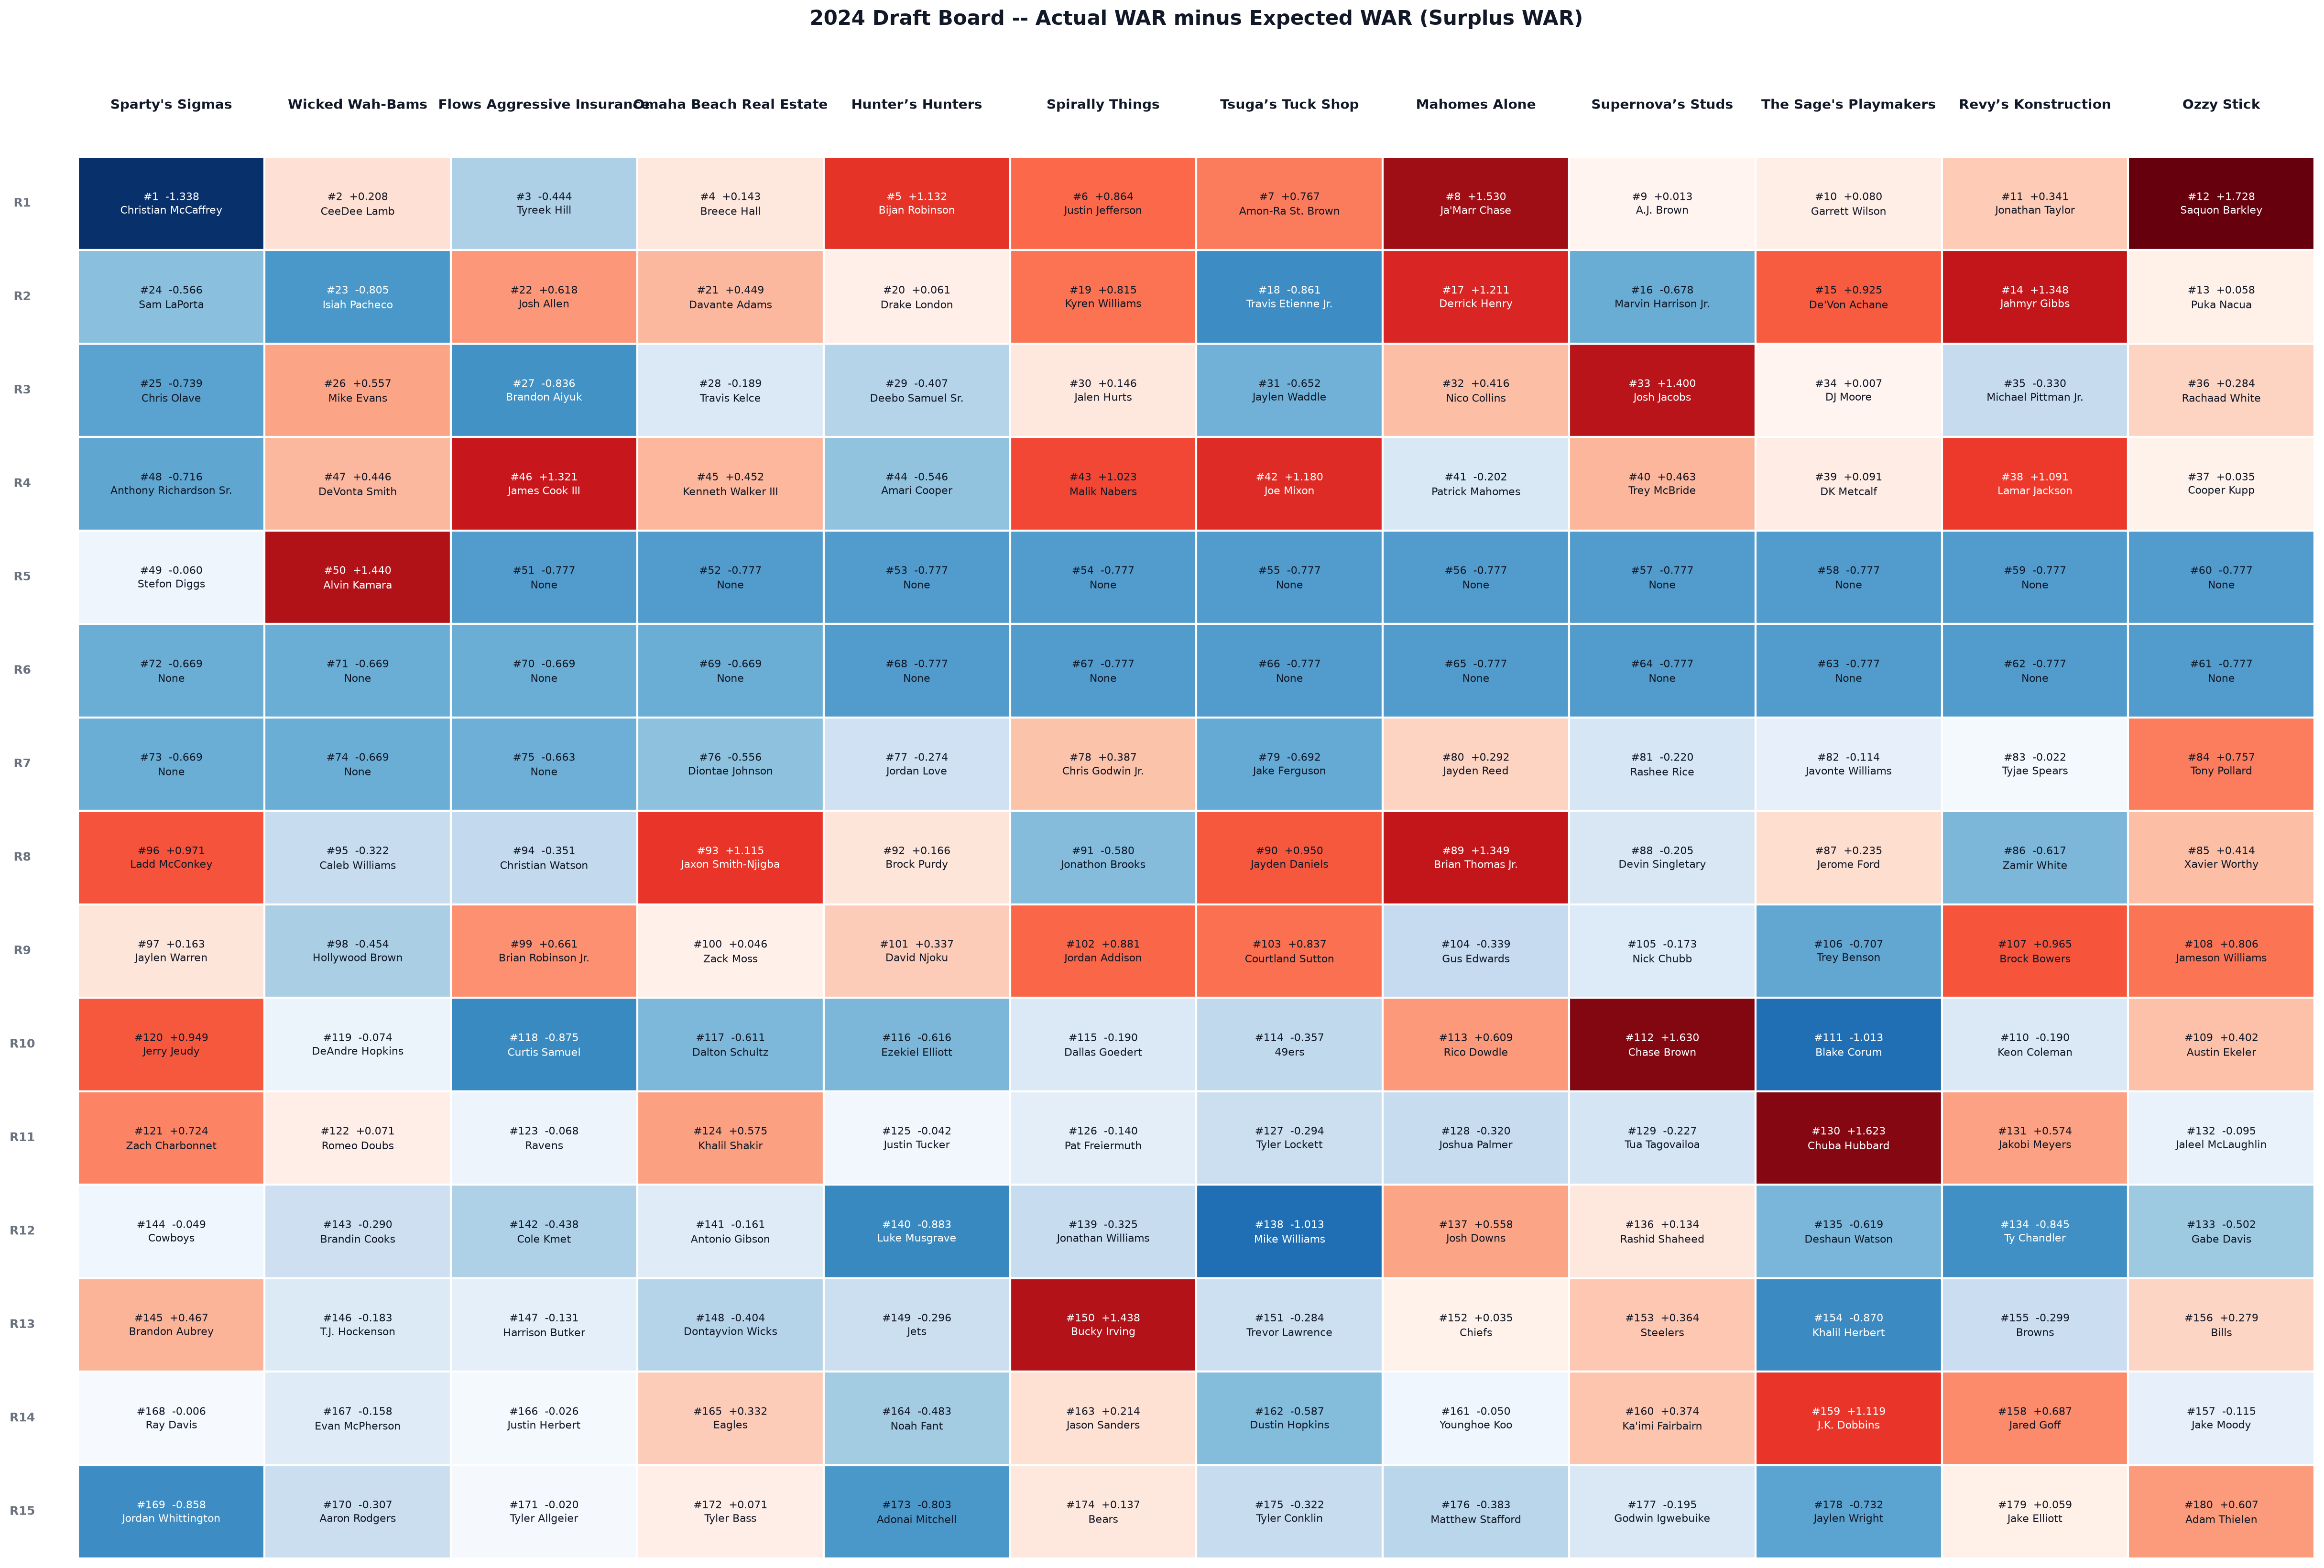 2024 Draft Board -- Actual WAR minus Expected WAR (Surplus WAR)
Sparty's Sigmas Wicked Wah-Bams Flows Aggressive Insurance Omaha Beach Real Estate Hunter’s Hunters Spirally Things Tsuga’s Tuck Shop Mahomes Alone Supernova’s Studs The Sage's Playmakers Revy’s Konstruction Ozzy Stick
R1
#1 -1.338
Christian McCaffrey
#2 +0.208
CeeDee Lamb
#3 -0.444
Tyreek Hill
#4 +0.143
Breece Hall
#5 +1.132
Bijan Robinson
#6 +0.864
Justin Jefferson
#7 +0.767
Amon-Ra St. Brown
#8 +1.530
Ja'Marr Chase
#9 +0.013
A.J. Brown
#10 +0.080
Garrett Wilson
#11 +0.341
Jonathan Taylor
#12 +1.728
Saquon Barkley
R2
#24 -0.566
Sam LaPorta
#23 -0.805
Isiah Pacheco
#22 +0.618
Josh Allen
#21 +0.449
Davante Adams
#20 +0.061
Drake London
#19 +0.815
Kyren Williams
#18 -0.861
Travis Etienne Jr.
#17 +1.211
Derrick Henry
#16 -0.678
Marvin Harrison Jr.
#15 +0.925
De'Von Achane
#14 +1.348
Jahmyr Gibbs
#13 +0.058
Puka Nacua
R3
#25 -0.739
Chris Olave
#26 +0.557
Mike Evans
#27 -0.836
Brandon Aiyuk
#28 -0.189
Travis Kelce
#29 -0.407
Deebo Samuel Sr.
#30 +0.146
Jalen Hurts
#31 -0.652
Jaylen Waddle
#32 +0.416
Nico Collins
#33 +1.400
Josh Jacobs
#34 +0.007
DJ Moore
#35 -0.330
Michael Pittman Jr.
#36 +0.284
Rachaad White
R4
#48 -0.716
Anthony Richardson Sr.
#47 +0.446
DeVonta Smith
#46 +1.321
James Cook III
#45 +0.452
Kenneth Walker III
#44 -0.546
Amari Cooper
#43 +1.023
Malik Nabers
#42 +1.180
Joe Mixon
#41 -0.202
Patrick Mahomes
#40 +0.463
Trey McBride
#39 +0.091
DK Metcalf
#38 +1.091
Lamar Jackson
#37 +0.035
Cooper Kupp
R5
#49 -0.060
Stefon Diggs
#50 +1.440
Alvin Kamara
#51 -0.777
None
#52 -0.777
None
#53 -0.777
None
#54 -0.777
None
#55 -0.777
None
#56 -0.777
None
#57 -0.777
None
#58 -0.777
None
#59 -0.777
None
#60 -0.777
None
R6
#72 -0.669
None
#71 -0.669
None
#70 -0.669
None
#69 -0.669
None
#68 -0.777
None
#67 -0.777
None
#66 -0.777
None
#65 -0.777
None
#64 -0.777
None
#63 -0.777
None
#62 -0.777
None
#61 -0.777
None
R7
#73 -0.669
None
#74 -0.669
None
#75 -0.663
None
#76 -0.556
Diontae Johnson
#77 -0.274
Jordan Love
#78 +0.387
Chris Godwin Jr.
#79 -0.692
Jake Ferguson
#80 +0.292
Jayden Reed
#81 -0.220
Rashee Rice
#82 -0.114
Javonte Williams
#83 -0.022
Tyjae Spears
#84 +0.757
Tony Pollard
R8
#96 +0.971
Ladd McConkey
#95 -0.322
Caleb Williams
#94 -0.351
Christian Watson
#93 +1.115
Jaxon Smith-Njigba
#92 +0.166
Brock Purdy
#91 -0.580
Jonathon Brooks
#90 +0.950
Jayden Daniels
#89 +1.349
Brian Thomas Jr.
#88 -0.205
Devin Singletary
#87 +0.235
Jerome Ford
#86 -0.617
Zamir White
#85 +0.414
Xavier Worthy
R9
#97 +0.163
Jaylen Warren
#98 -0.454
Hollywood Brown
#99 +0.661
Brian Robinson Jr.
#100 +0.046
Zack Moss
#101 +0.337
David Njoku
#102 +0.881
Jordan Addison
#103 +0.837
Courtland Sutton
#104 -0.339
Gus Edwards
#105 -0.173
Nick Chubb
#106 -0.707
Trey Benson
#107 +0.965
Brock Bowers
#108 +0.806
Jameson Williams
R10
#120 +0.949
Jerry Jeudy
#119 -0.074
DeAndre Hopkins
#118 -0.875
Curtis Samuel
#117 -0.611
Dalton Schultz
#116 -0.616
Ezekiel Elliott
#115 -0.190
Dallas Goedert
#114 -0.357
49ers
#113 +0.609
Rico Dowdle
#112 +1.630
Chase Brown
#111 -1.013
Blake Corum
#110 -0.190
Keon Coleman
#109 +0.402
Austin Ekeler
R11
#121 +0.724
Zach Charbonnet
#122 +0.071
Romeo Doubs
#123 -0.068
Ravens
#124 +0.575
Khalil Shakir
#125 -0.042
Justin Tucker
#126 -0.140
Pat Freiermuth
#127 -0.294
Tyler Lockett
#128 -0.320
Joshua Palmer
#129 -0.227
Tua Tagovailoa
#130 +1.623
Chuba Hubbard
#131 +0.574
Jakobi Meyers
#132 -0.095
Jaleel McLaughlin
R12
#144 -0.049
Cowboys
#143 -0.290
Brandin Cooks
#142 -0.438
Cole Kmet
#141 -0.161
Antonio Gibson
#140 -0.883
Luke Musgrave
#139 -0.325
Jonathan Williams
#138 -1.013
Mike Williams
#137 +0.558
Josh Downs
#136 +0.134
Rashid Shaheed
#135 -0.619
Deshaun Watson
#134 -0.845
Ty Chandler
#133 -0.502
Gabe Davis
R13
#145 +0.467
Brandon Aubrey
#146 -0.183
T.J. Hockenson
#147 -0.131
Harrison Butker
#148 -0.404
Dontayvion Wicks
#149 -0.296
Jets
#150 +1.438
Bucky Irving
#151 -0.284
Trevor Lawrence
#152 +0.035
Chiefs
#153 +0.364
Steelers
#154 -0.870
Khalil Herbert
#155 -0.299
Browns
#156 +0.279
Bills
R14
#168 -0.006
Ray Davis
#167 -0.158
Evan McPherson
#166 -0.026
Justin Herbert
#165 +0.332
Eagles
#164 -0.483
Noah Fant
#163 +0.214
Jason Sanders
#162 -0.587
Dustin Hopkins
#161 -0.050
Younghoe Koo
#160 +0.374
Ka'imi Fairbairn
#159 +1.119
J.K. Dobbins
#158 +0.687
Jared Goff
#157 -0.115
Jake Moody
R15
#169 -0.858
Jordan Whittington
#170 -0.307
Aaron Rodgers
#171 -0.020
Tyler Allgeier
#172 +0.071
Tyler Bass
#173 -0.803
Adonai Mitchell
#174 +0.137
Bears
#175 -0.322
Tyler Conklin
#176 -0.383
Matthew Stafford
#177 -0.195
Godwin Igwebuike
#178 -0.732
Jaylen Wright
#179 +0.059
Jake Elliott
#180 +0.607
Adam Thielen